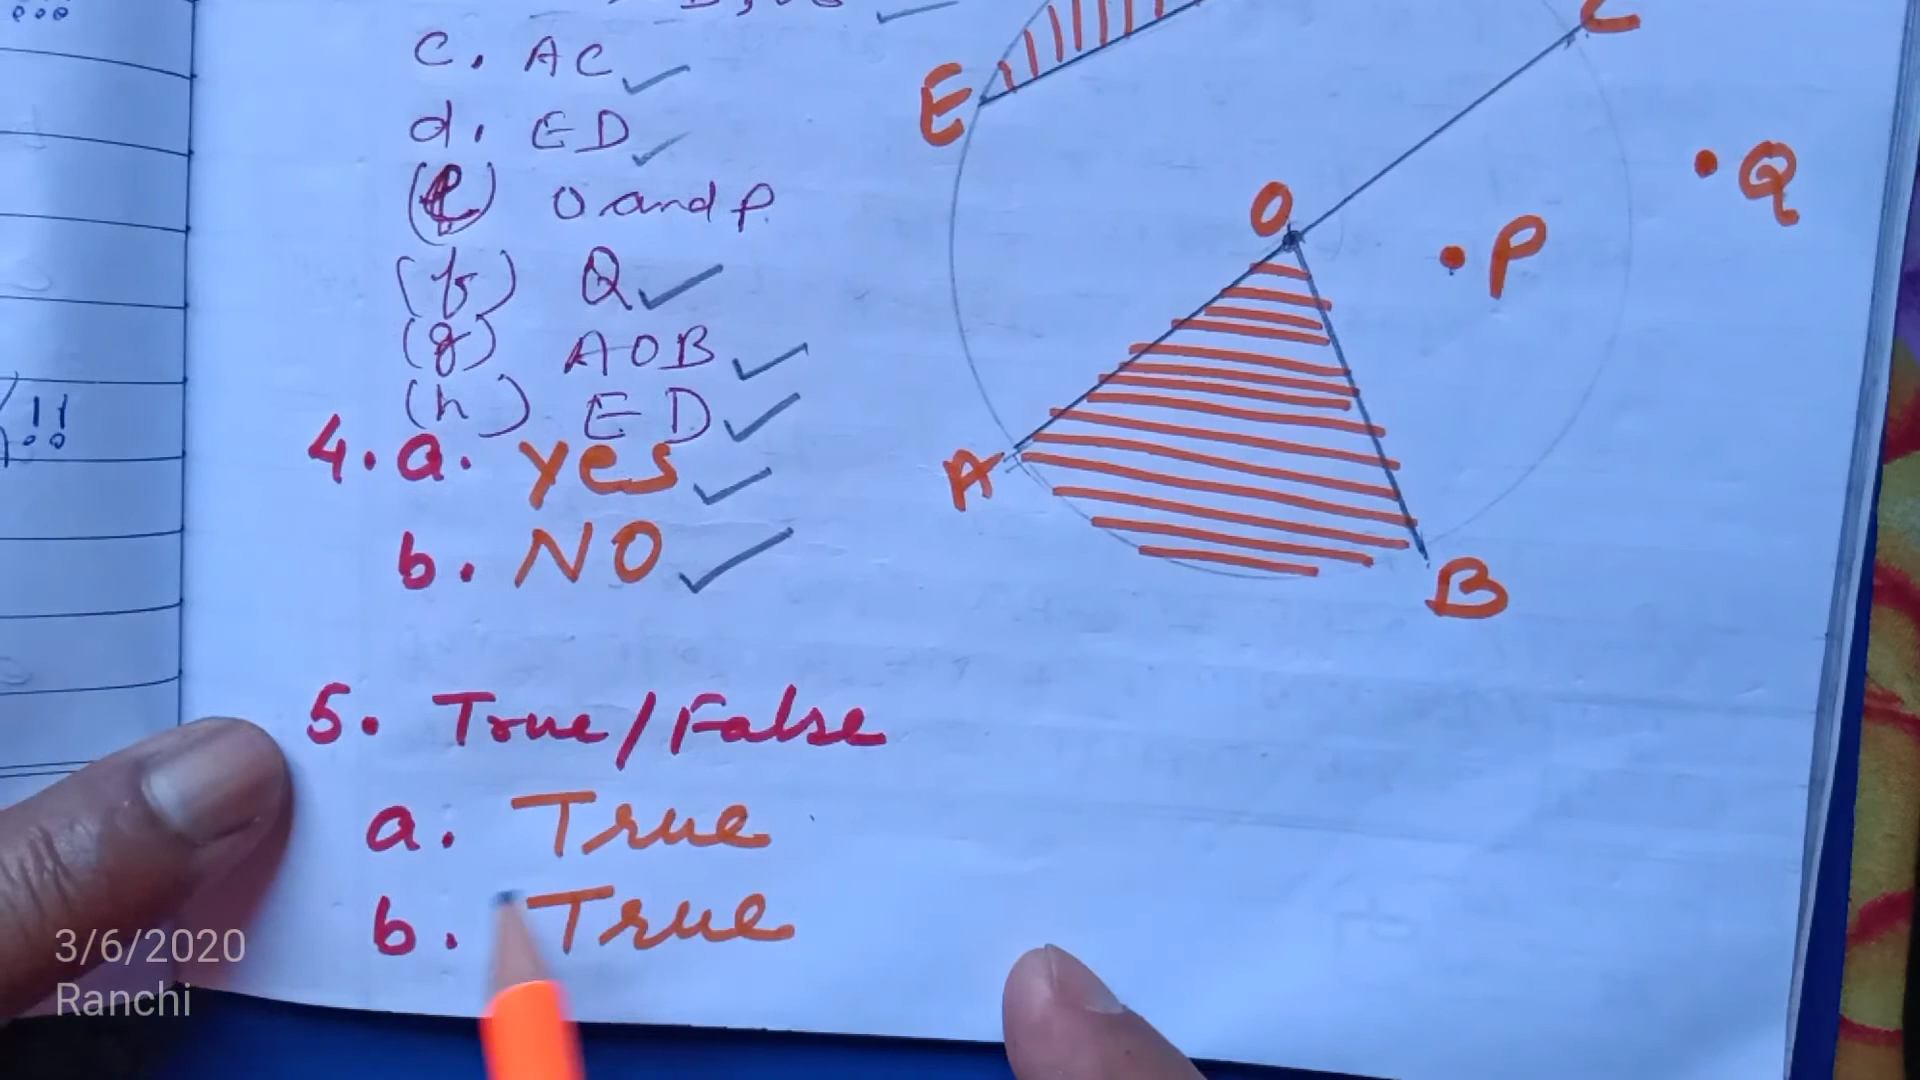 c. AC
d. ED
(e) O and P.
(f) Q
(g) AOB
(h) ED
4. a. Yes
b. NO
5. True/False
a. True
b. True
E
C
Q
O
P
A
B
3/6/2020
Ranchi